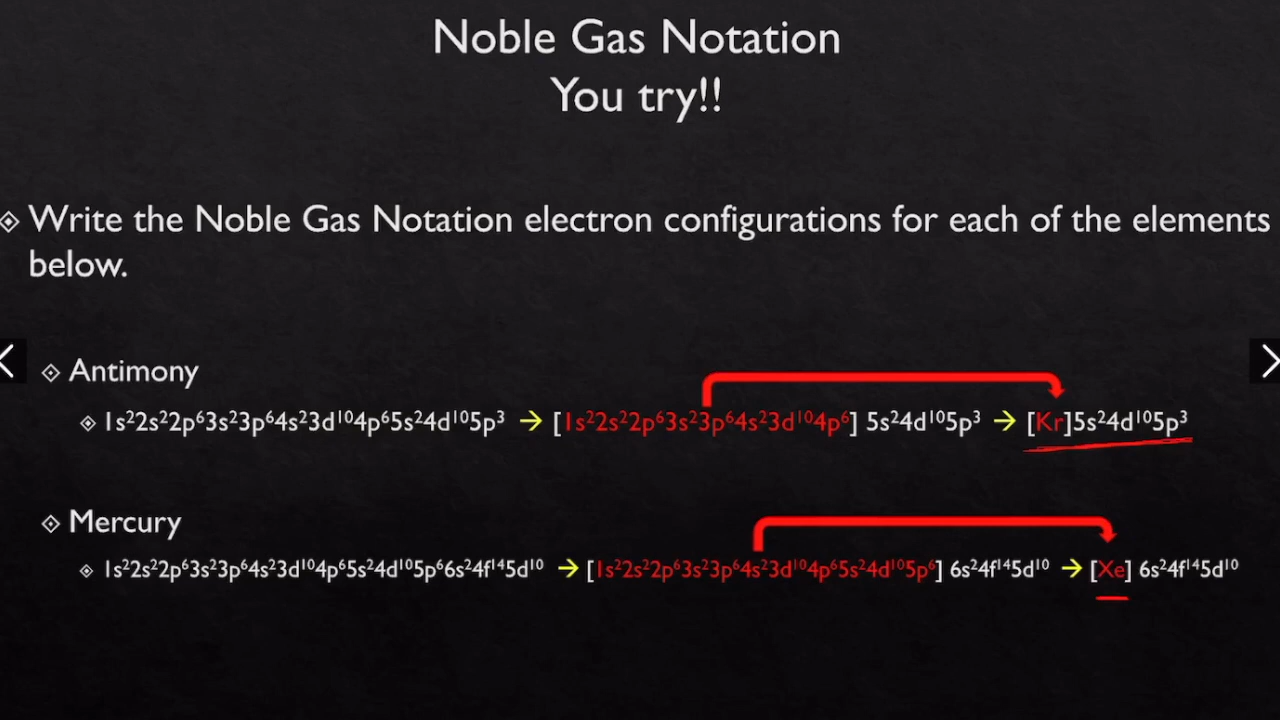 Noble Gas Notation
You try!!
Write the Noble Gas Notation electron configurations for each of the elements
below.
Antimony
1s²2s²2p⁶3s²3p⁶4s²3d¹⁰4p⁶5s²4d¹⁰5p³ → [1s²2s²2p⁶3s²3p⁶4s²3d¹⁰4p⁶] 5s²4d¹⁰5p³ → [Kr]5s²4d¹⁰5p³
Mercury
1s²2s²2p⁶3s²3p⁶4s²3d¹⁰4p⁶5s²4d¹⁰5p⁶6s²4f¹⁴5d¹⁰ → [1s²2s²2p⁶3s²3p⁶4s²3d¹⁰4p⁶5s²4d¹⁰5p⁶] 6s²4f¹⁴5d¹⁰ → [Xe] 6s²4f¹⁴5d¹⁰